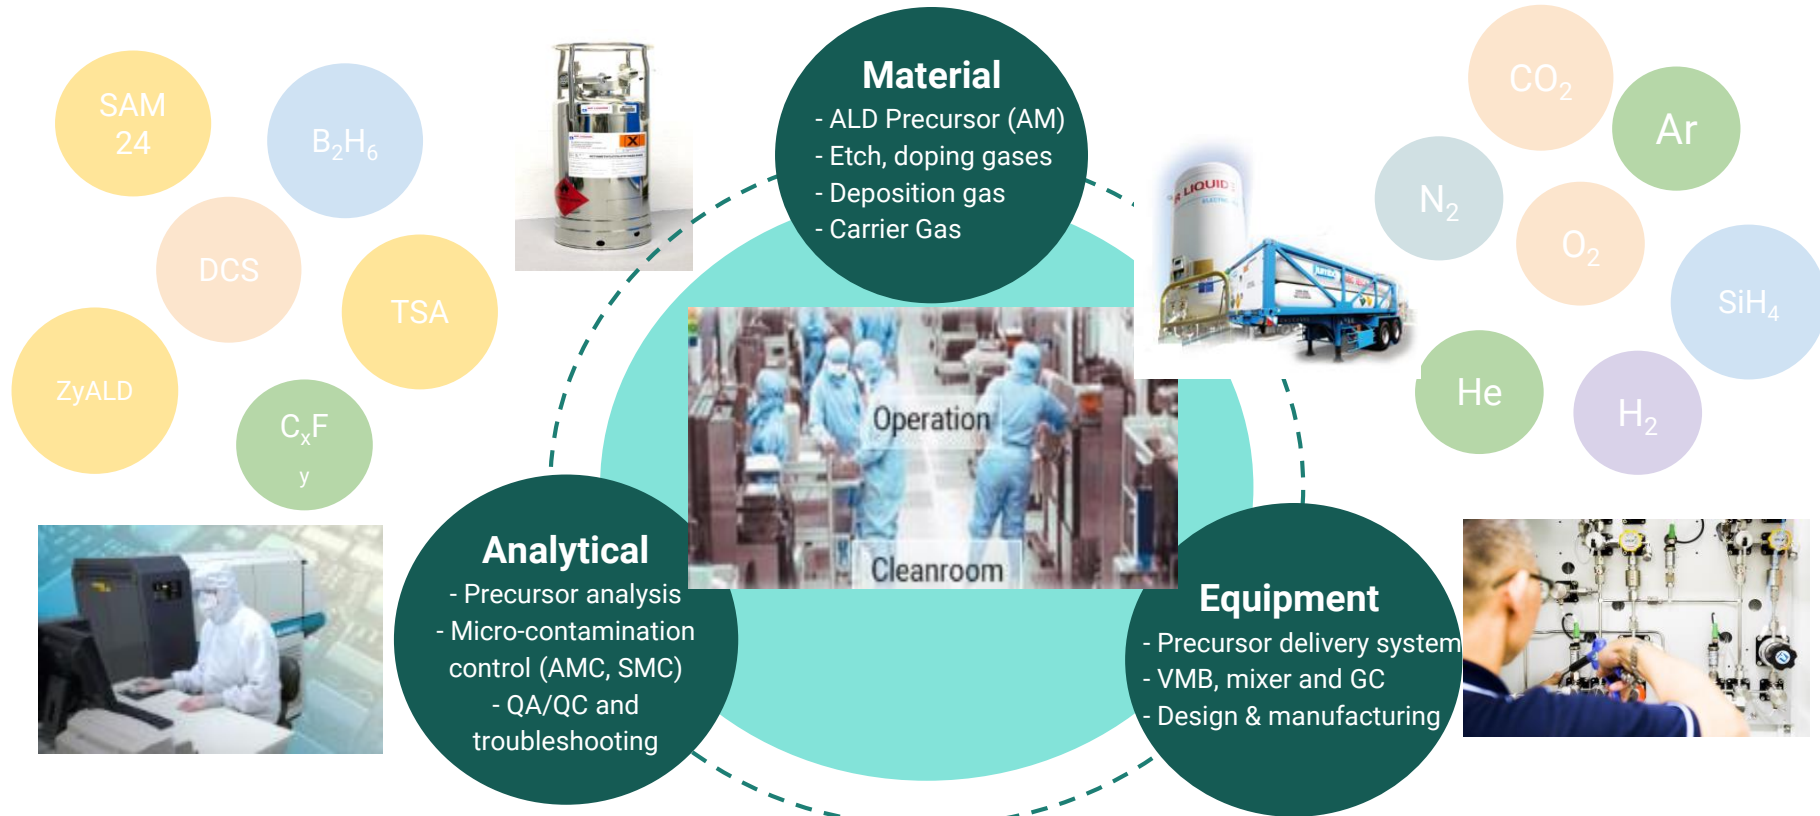 SAM
24
B₂H₆
DCS
TSA
ZyALD
CₓF
y
Material
- ALD Precursor (AM)
- Etch, doping gases
- Deposition gas
- Carrier Gas
R LIQUID
CO₂
Ar
N₂
O₂
SiH₄
He
H₂
Operation
Cleanroom
Analytical
- Precursor analysis
- Micro-contamination
control (AMC, SMC)
- QA/QC and
troubleshooting
Equipment
- Precursor delivery system
- VMB, mixer and GC
- Design & manufacturing